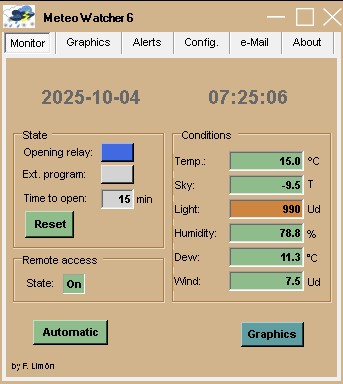 Meteo Watcher 6
Monitor Graphics Alerts Config. e-Mail About
2025-10-04 07:25:06
State
Opening relay:
Ext. program:
Time to open: 15 min
Reset
Remote access
State: On
Conditions
Temp.: 15.0 °C
Sky: -9.5 T
Light: 990 Ud
Humidity: 78.8 %
Dew: 11.3 °C
Wind: 7.5 Ud
Automatic Graphics
by F. Limón